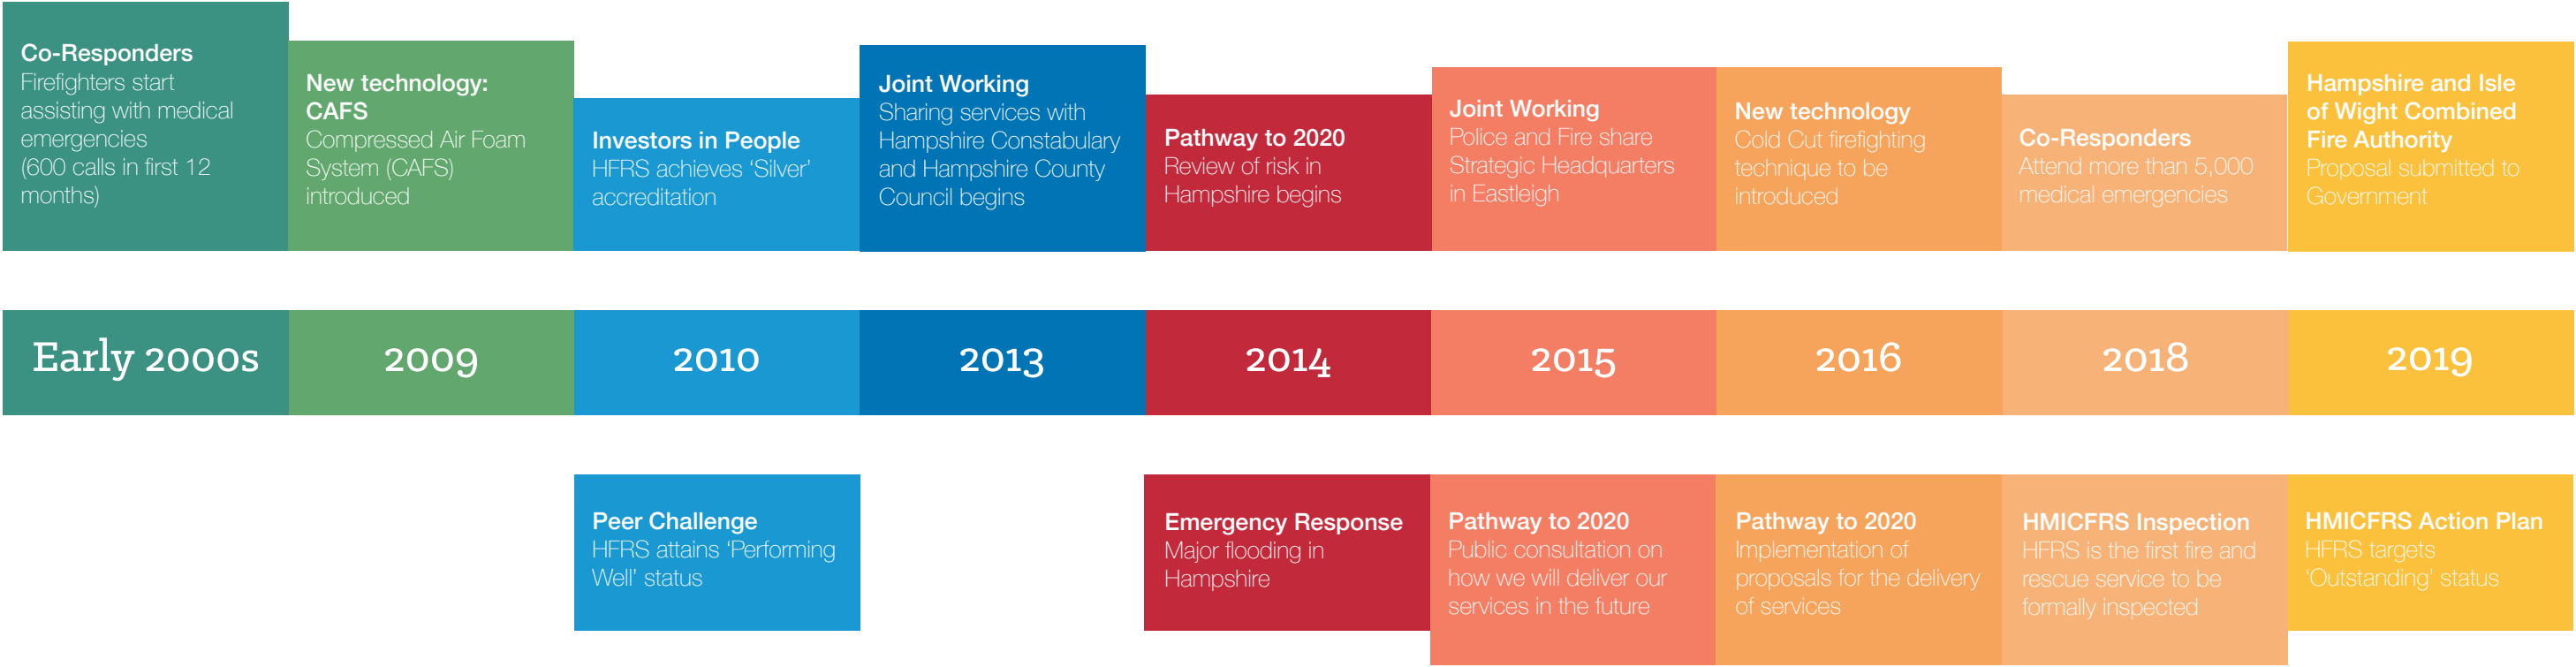 Co-Responders
Firefighters start
assisting with medical
emergencies
(600 calls in first 12
months)
New technology:
CAFS
Compressed Air Foam
System (CAFS)
introduced
Investors in People
HFRS achieves ‘Silver’
accreditation
Joint Working
Sharing services with
Hampshire Constabulary
and Hampshire County
Council begins
Pathway to 2020
Review of risk in
Hampshire begins
Joint Working
Police and Fire share
Strategic Headquarters
in Eastleigh
New technology
Cold Cut firefighting
technique to be
introduced
Co-Responders
Attend more than 5,000
medical emergencies
Hampshire and Isle
of Wight Combined
Fire Authority
Proposal submitted to
Government
Early 2000s
2009
2010
2013
2014
2015
2016
2018
2019
Peer Challenge
HFRS attains ‘Performing
Well’ status
Emergency Response
Major flooding in
Hampshire
Pathway to 2020
Public consultation on
how we will deliver our
services in the future
Pathway to 2020
Implementation of
proposals for the delivery
of services
HMICFRS Inspection
HFRS is the first fire and
rescue service to be
formally inspected
HMICFRS Action Plan
HFRS targets
‘Outstanding’ status